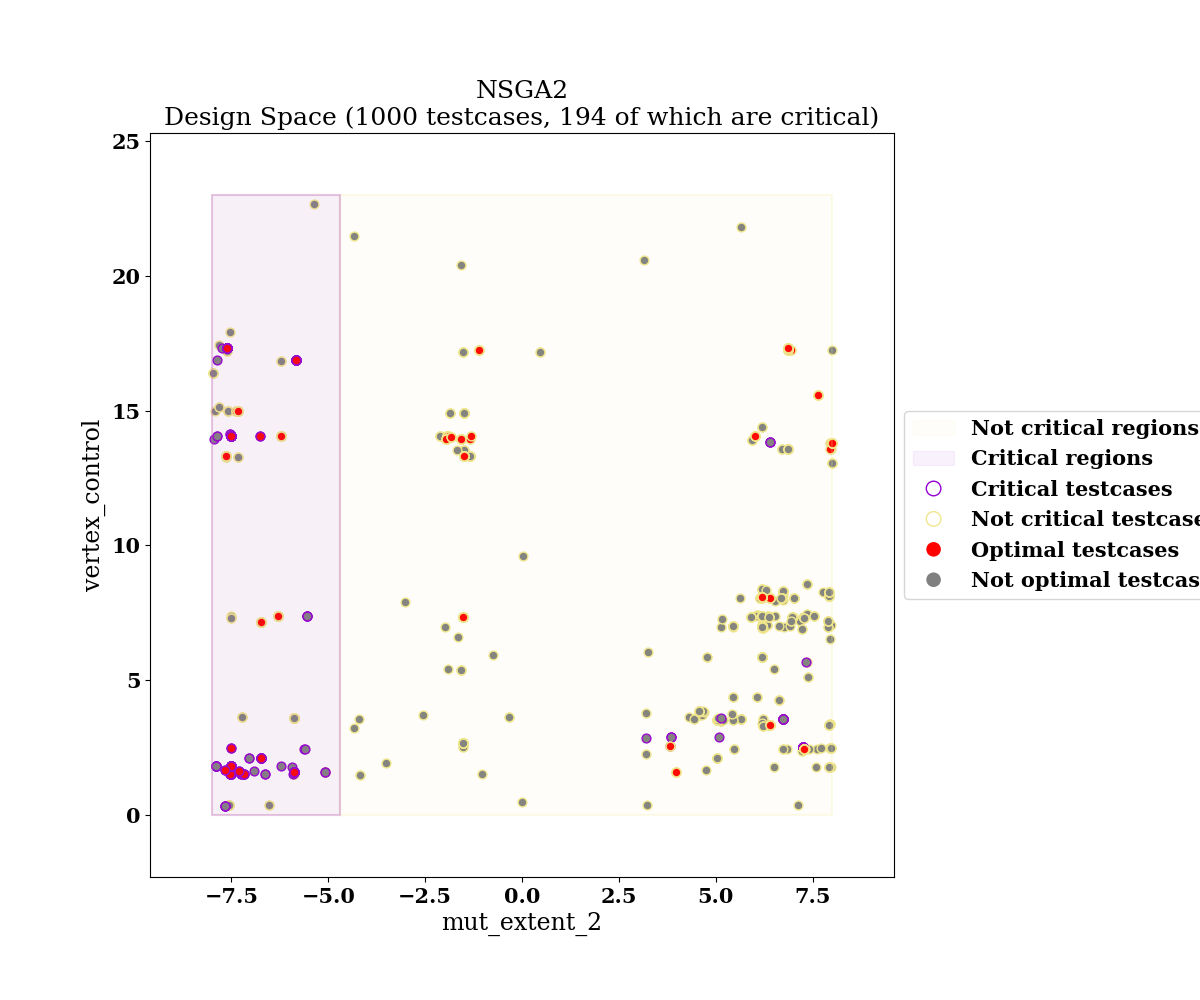 NSGA2
Design Space (1000 testcases, 194 of which are critical)
25
20
15
10
5
0
vertex_control
−7.5
−5.0
−2.5
0.0
2.5
5.0
7.5
mut_extent_2
Not critical regions
Critical regions
Critical testcases
Not critical testcase
Optimal testcases
Not optimal testcas